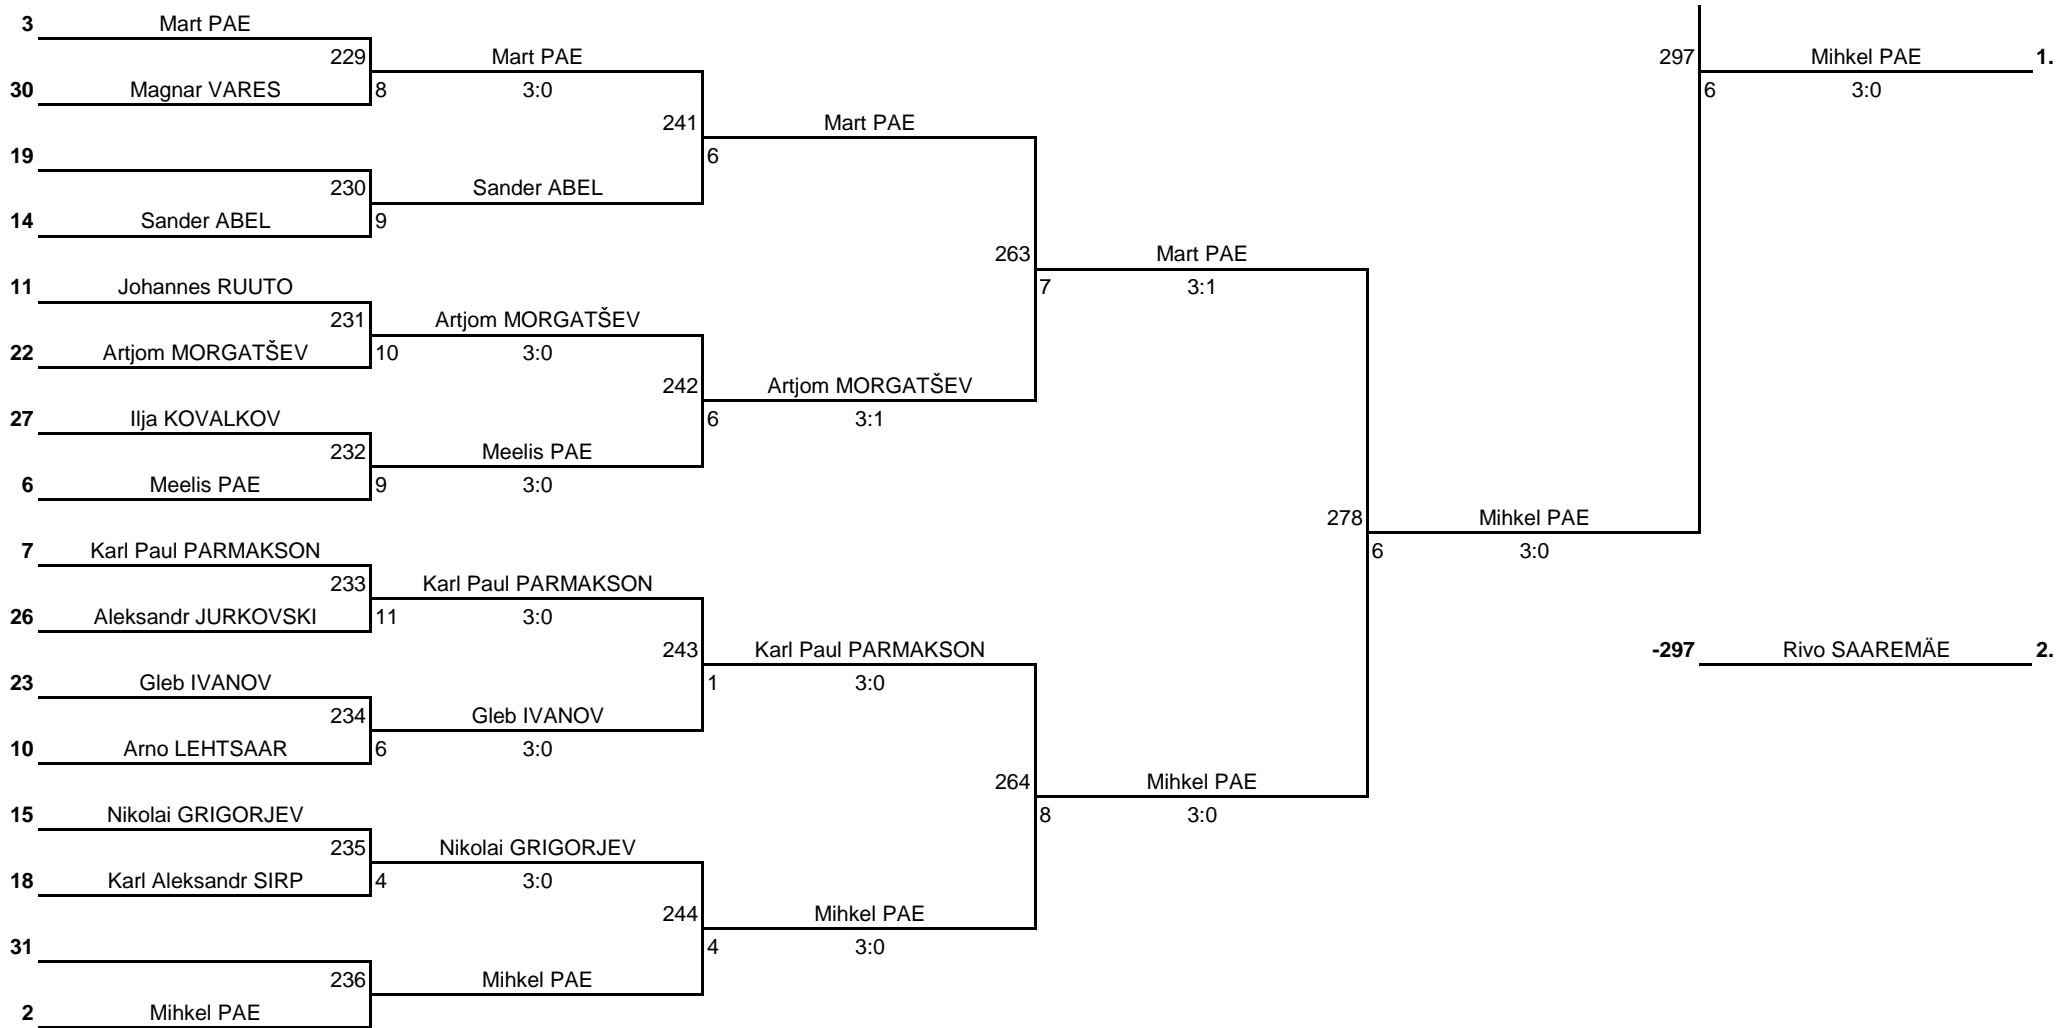 3 Mart PAE
229 Mart PAE 297 Mihkel PAE 1.
30 Magnar VARES 8 3:0 6 3:0
241 Mart PAE
19 6
230 Sander ABEL
14 Sander ABEL 9
263 Mart PAE
11 Johannes RUUTO 7 3:1
231 Artjom MORGATŠEV
22 Artjom MORGATŠEV 10 3:0
242 Artjom MORGATŠEV
27 Ilja KOVALKOV 6 3:1
232 Meelis PAE
6 Meelis PAE 9 3:0
278 Mihkel PAE
7 Karl Paul PARMAKSON 6 3:0
233 Karl Paul PARMAKSON
26 Aleksandr JURKOVSKI 11 3:0
243 Karl Paul PARMAKSON -297 Rivo SAAREMÄE 2.
23 Gleb IVANOV 1 3:0
234 Gleb IVANOV
10 Arno LEHTSAAR 6 3:0
264 Mihkel PAE
15 Nikolai GRIGORJEV 8 3:0
235 Nikolai GRIGORJEV
18 Karl Aleksandr SIRP 4 3:0
244 Mihkel PAE
31 4 3:0
236 Mihkel PAE
2 Mihkel PAE